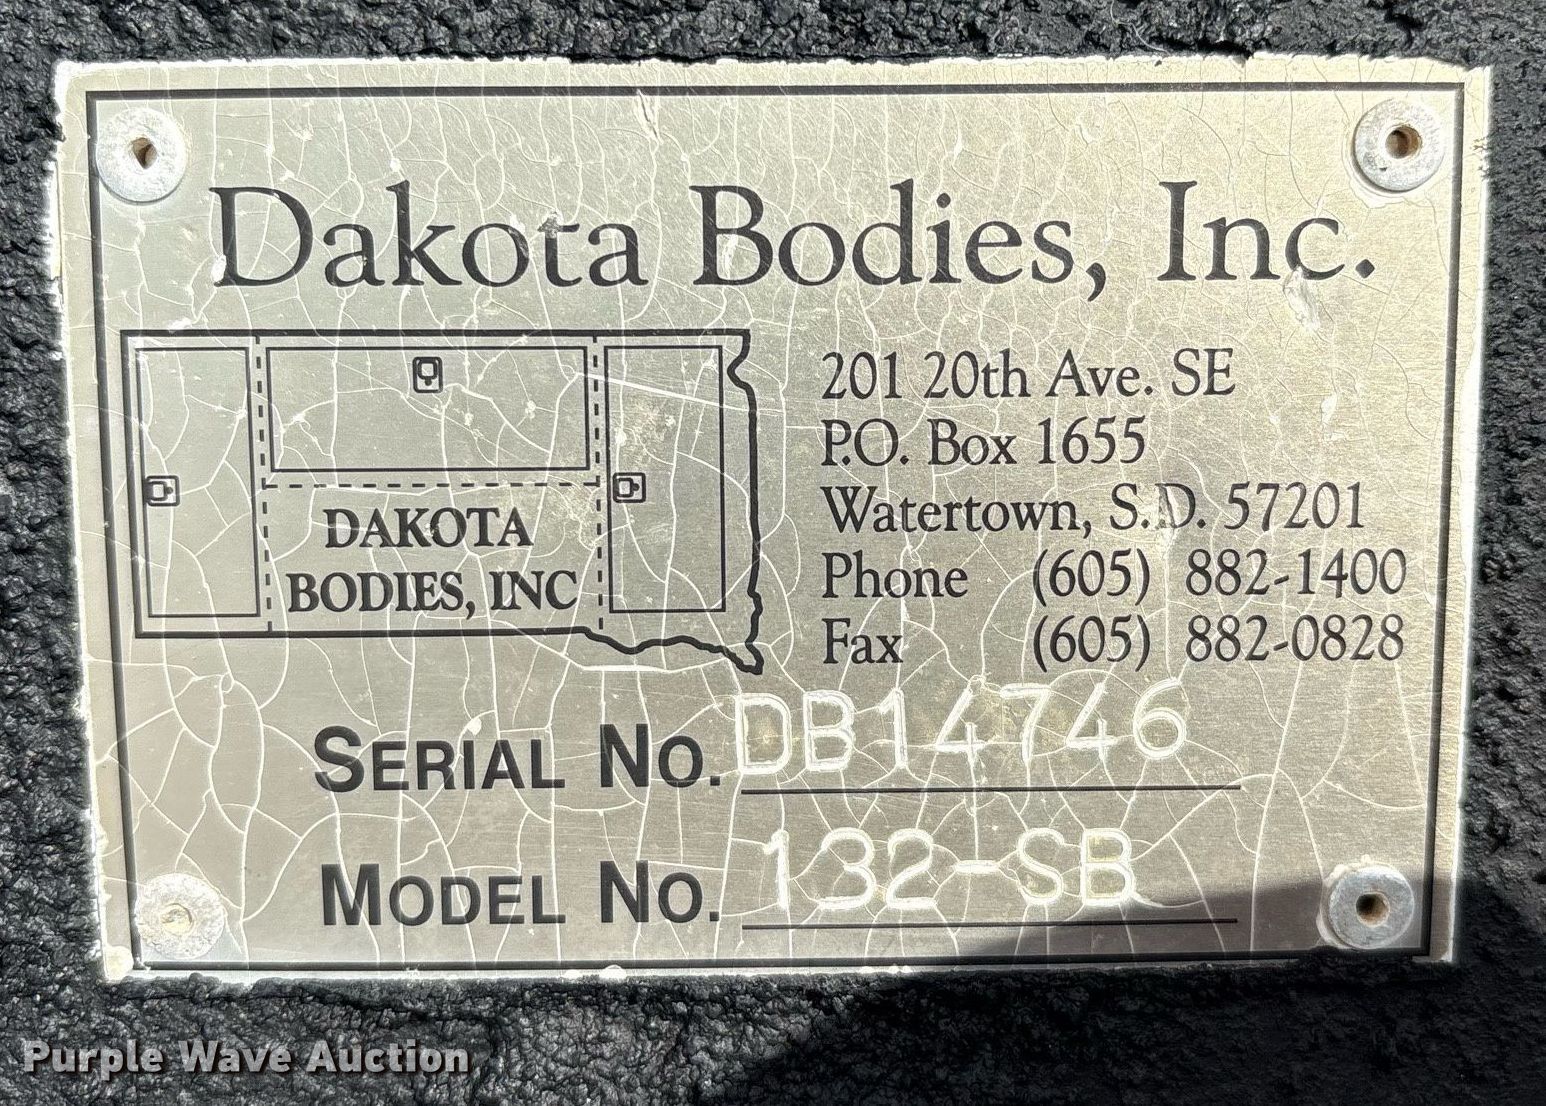 Dakota Bodies, Inc.
DAKOTA
BODIES, INC
201 20th Ave. SE
P.O. Box 1655
Watertown, S.D. 57201
Phone (605) 882-1400
Fax (605) 882-0828
SERIAL NO. DB14746
MODEL NO. 132-SB
Purple Wave Auction